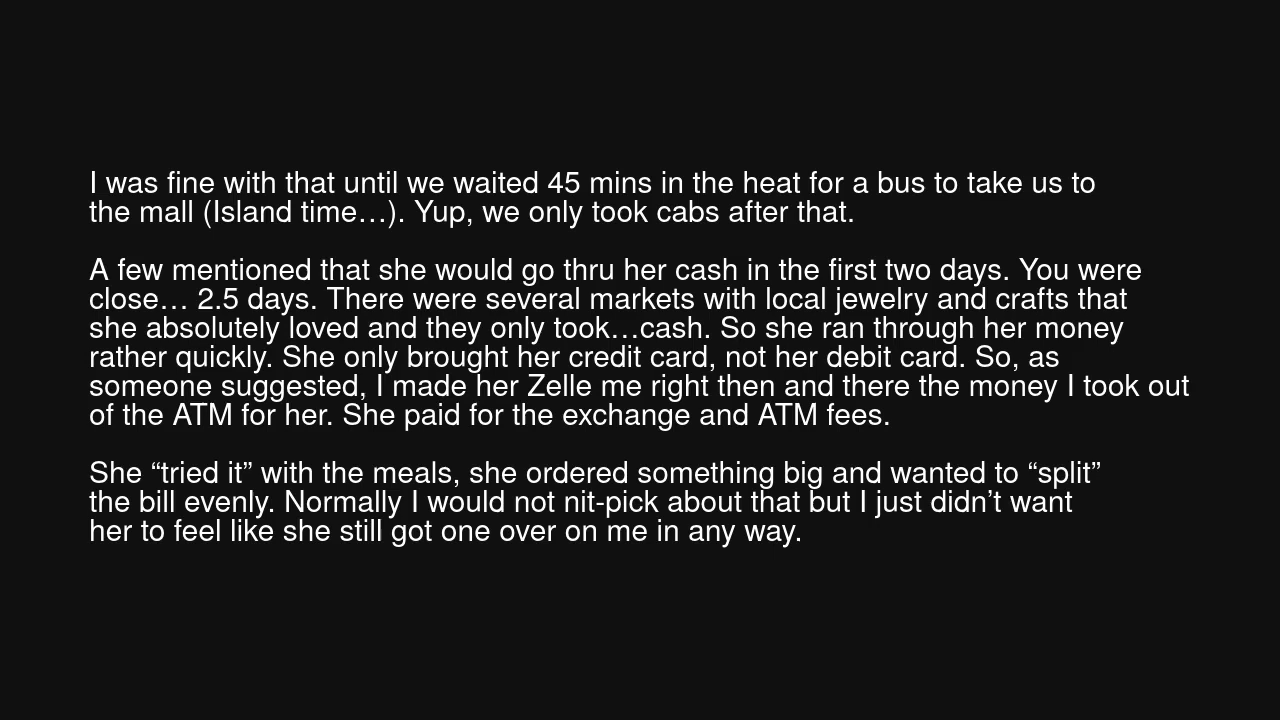 I was fine with that until we waited 45 mins in the heat for a bus to take us to
the mall (Island time…). Yup, we only took cabs after that.
A few mentioned that she would go thru her cash in the first two days. You were
close… 2.5 days. There were several markets with local jewelry and crafts that
she absolutely loved and they only took…cash. So she ran through her money
rather quickly. She only brought her credit card, not her debit card. So, as
someone suggested, I made her Zelle me right then and there the money I took out
of the ATM for her. She paid for the exchange and ATM fees.
She “tried it” with the meals, she ordered something big and wanted to “split”
the bill evenly. Normally I would not nit-pick about that but I just didn’t want
her to feel like she still got one over on me in any way.